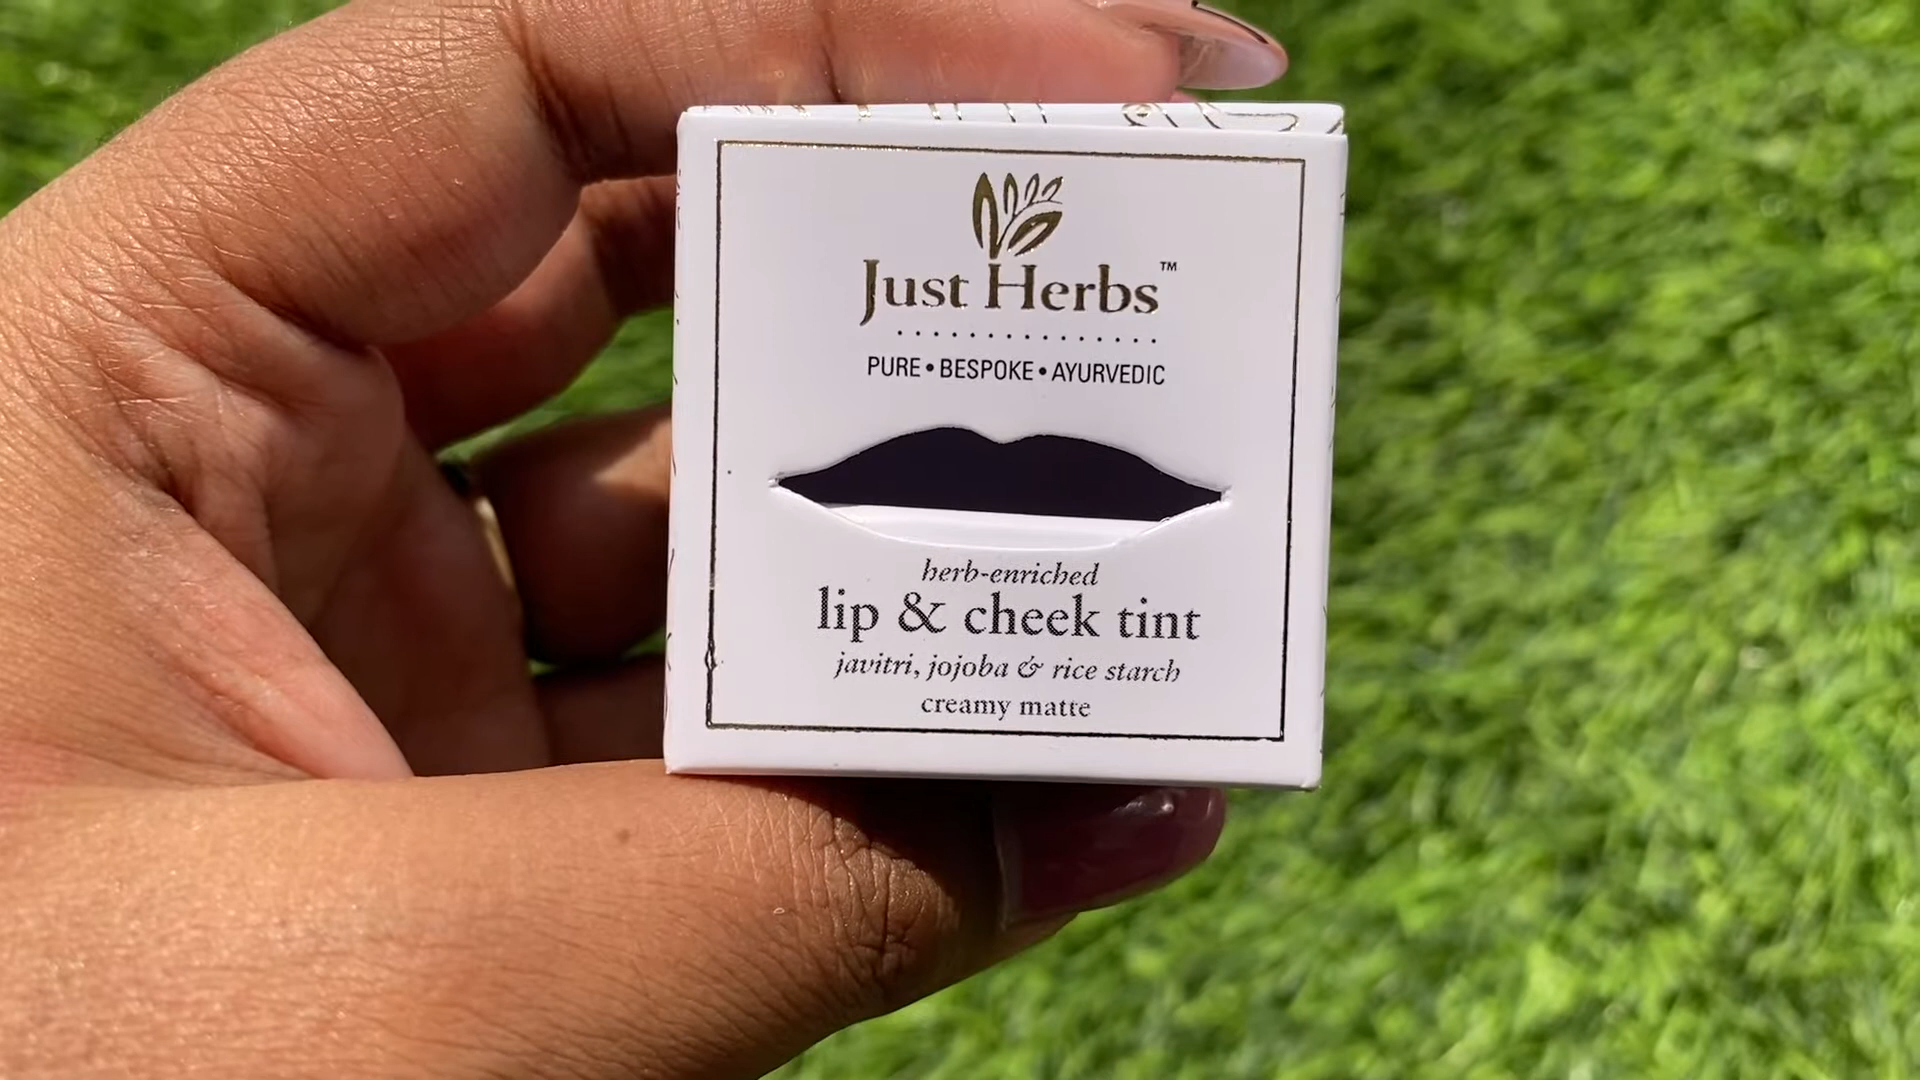 Just Herbs™
PURE • BESPOKE • AYURVEDIC
herb-enriched
lip & cheek tint
javitri, jojoba & rice starch
creamy matte